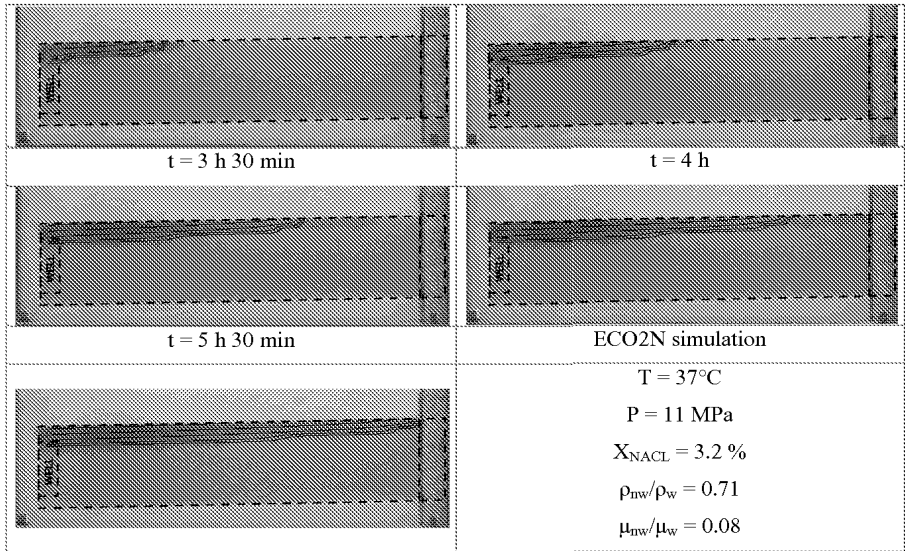 WELL
WELL
t = 3 h 30 min
t = 4 h
WELL
WELL
t = 5 h 30 min
ECO2N simulation
WELL
T = 37°C
P = 11 MPa
X_NACL = 3.2 %
ρ_nw/ρ_w = 0.71
μ_nw/μ_w = 0.08